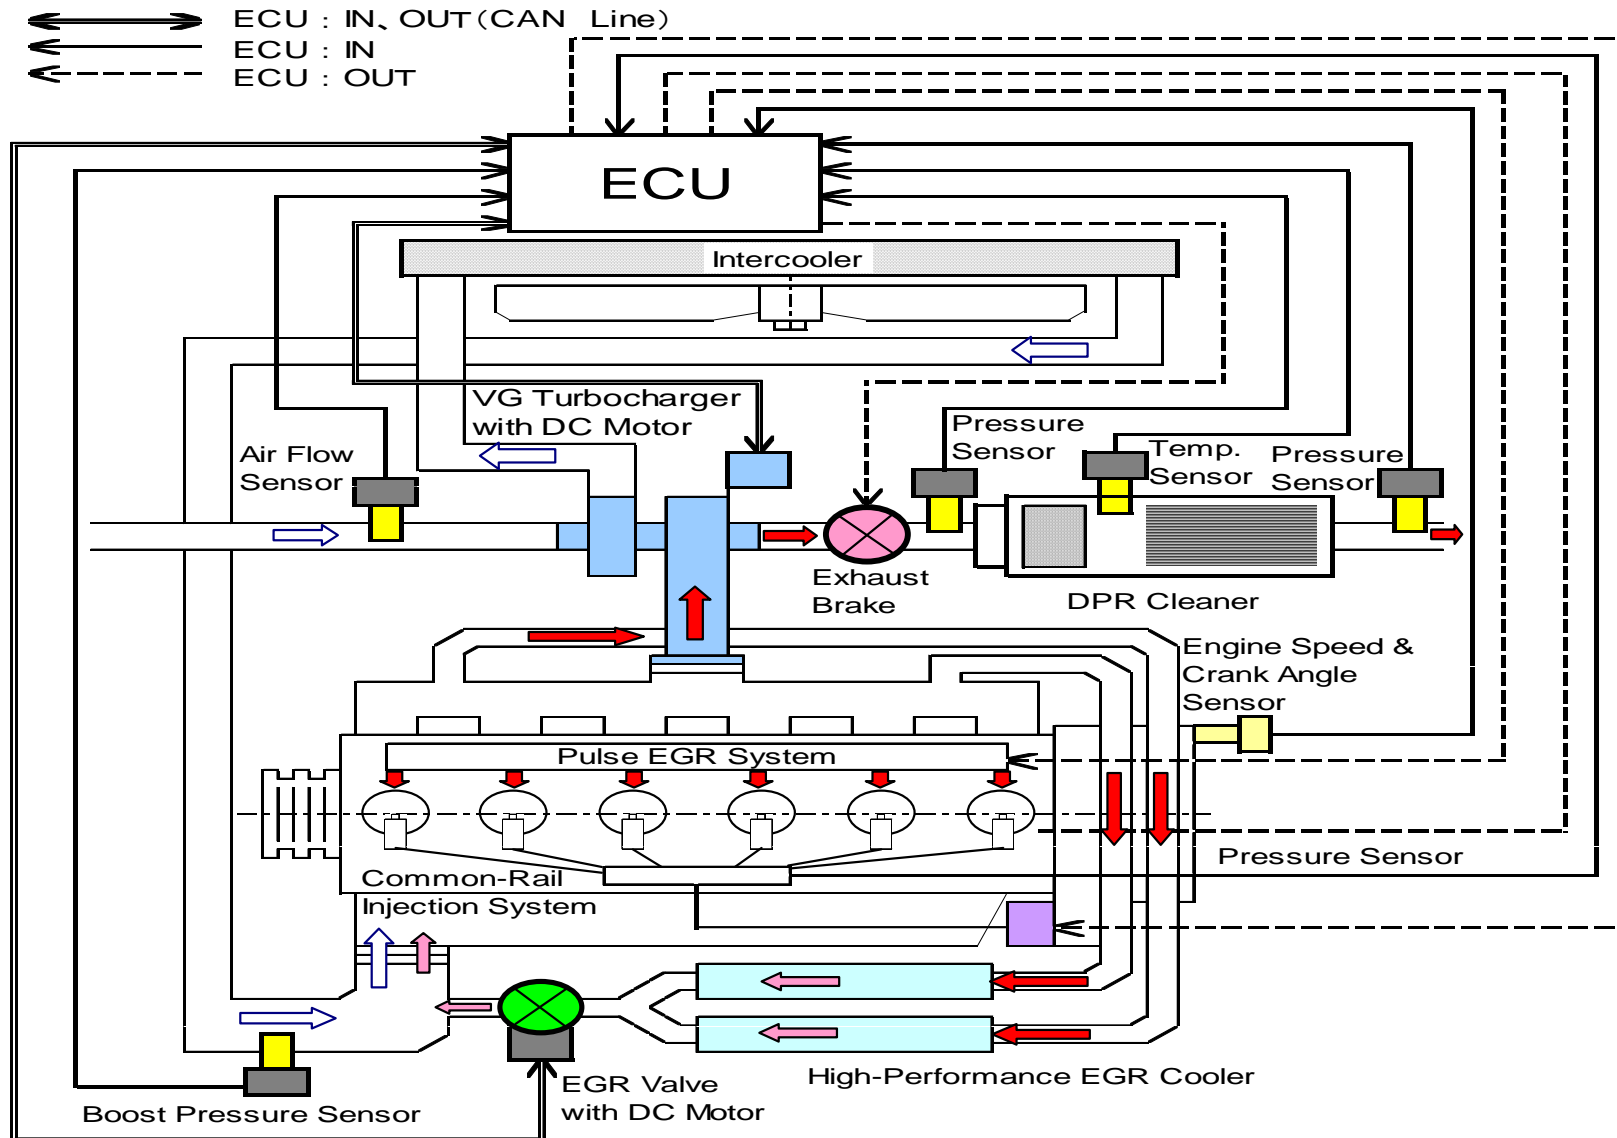 ECU : IN、OUT(CAN Line)
ECU : IN
ECU : OUT
ECU
Intercooler
VG Turbocharger
with DC Motor
Air Flow
Sensor
Pressure
Sensor
Temp.
Sensor
Pressure
Sensor
Exhaust
Brake
DPR Cleaner
Engine Speed &
Crank Angle
Sensor
Pulse EGR System
Pressure Sensor
Common-Rail
Injection System
High-Performance EGR Cooler
EGR Valve
with DC Motor
Boost Pressure Sensor